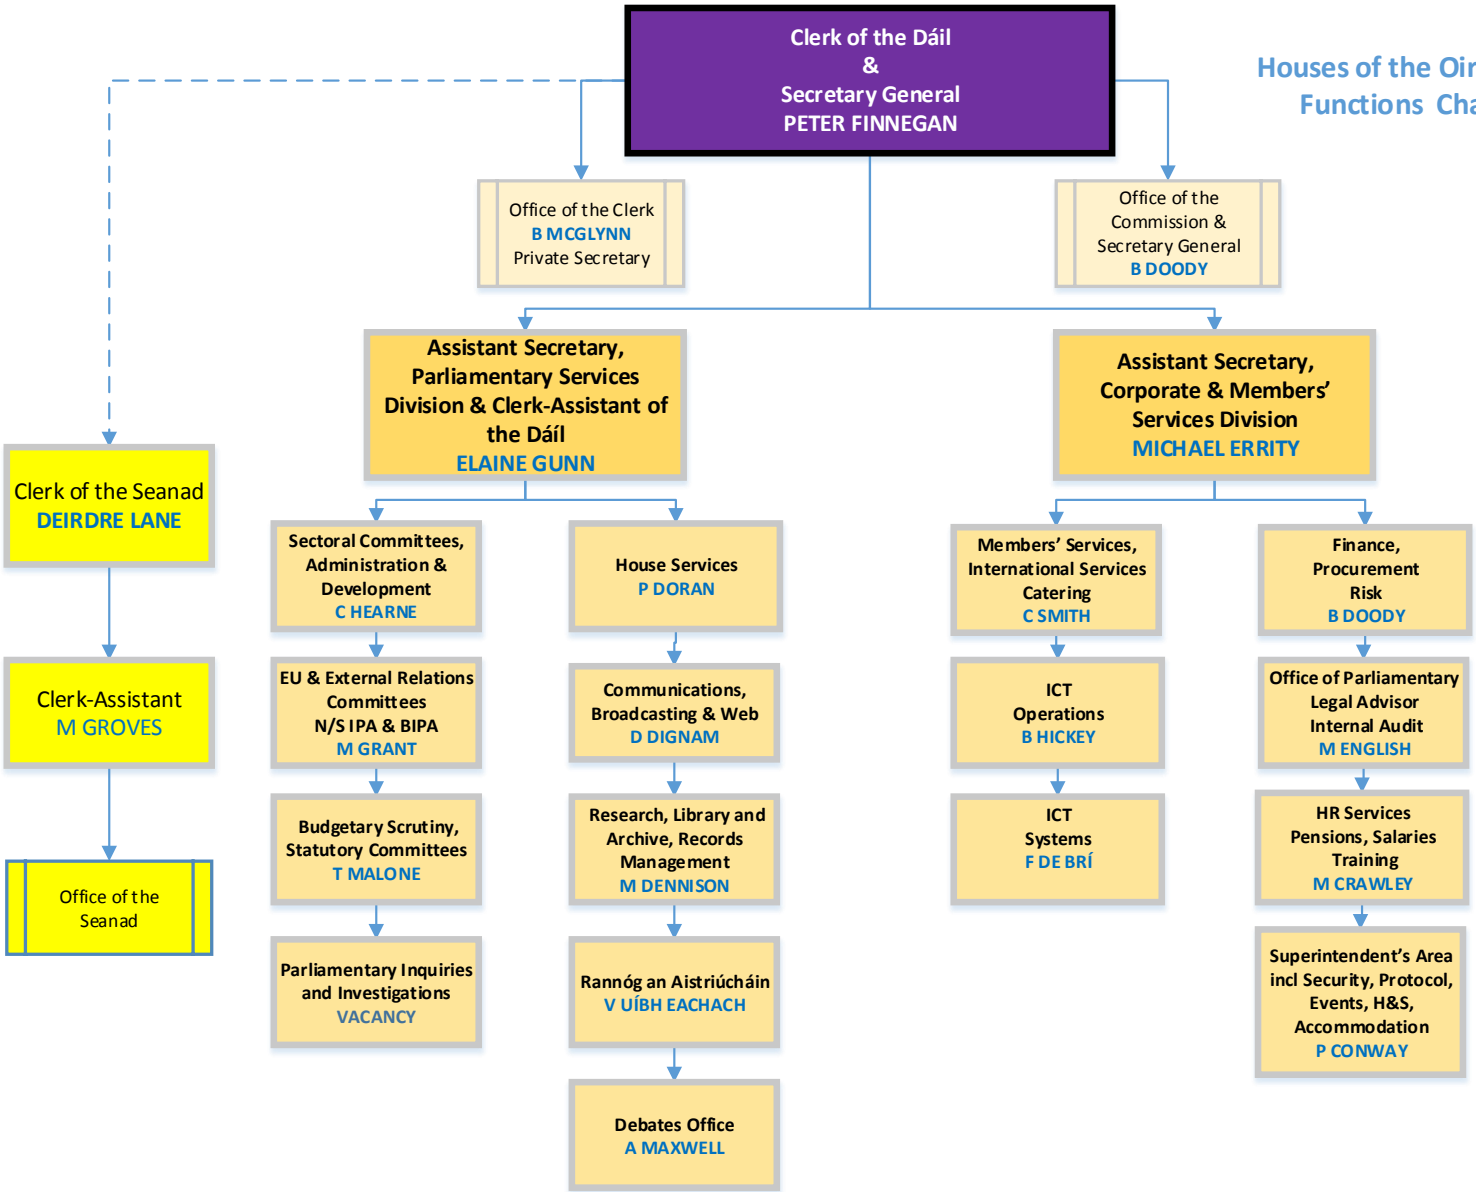 Clerk of the Dáil
&
Secretary General
PETER FINNEGAN
Houses of the Oir
Functions Cha
Office of the Clerk
B MCGLYNN
Private Secretary
Office of the
Commission &
Secretary General
B DOODY
Assistant Secretary,
Parliamentary Services
Division & Clerk-Assistant of
the Dáíl
ELAINE GUNN
Assistant Secretary,
Corporate & Members’
Services Division
MICHAEL ERRITY
Clerk of the Seanad
DEIRDRE LANE
Clerk-Assistant
M GROVES
Office of the
Seanad
Sectoral Committees,
Administration &
Development
C HEARNE
EU & External Relations
Committees
N/S IPA & BIPA
M GRANT
Budgetary Scrutiny,
Statutory Committees
T MALONE
Parliamentary Inquiries
and Investigations
VACANCY
House Services
P DORAN
Communications,
Broadcasting & Web
D DIGNAM
Research, Library and
Archive, Records
Management
M DENNISON
Rannóg an Aistriúcháin
V UÍBH EACHACH
Debates Office
A MAXWELL
Members’ Services,
International Services
Catering
C SMITH
ICT
Operations
B HICKEY
ICT
Systems
F DE BRÍ
Finance,
Procurement
Risk
B DOODY
Office of Parliamentary
Legal Advisor
Internal Audit
M ENGLISH
HR Services
Pensions, Salaries
Training
M CRAWLEY
Superintendent’s Area
incl Security, Protocol,
Events, H&S,
Accommodation
P CONWAY